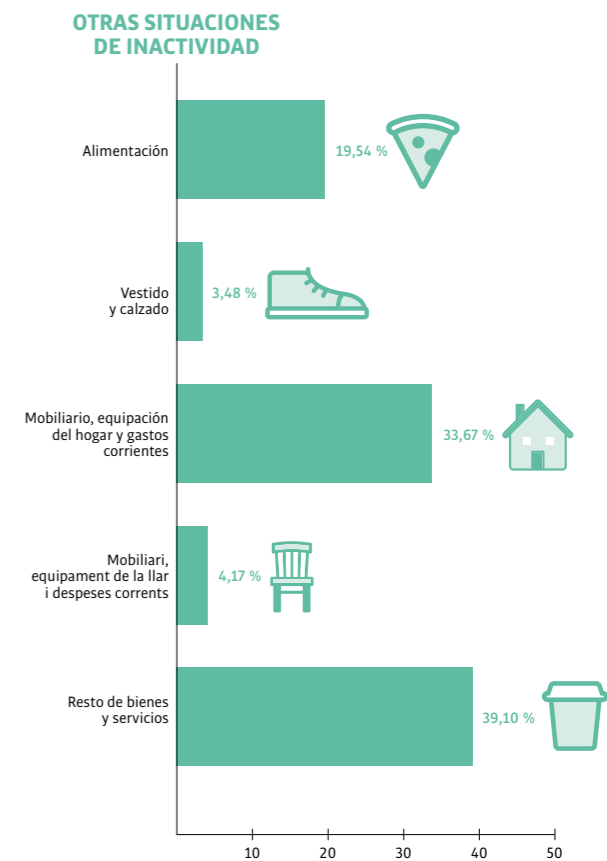 OTRAS SITUACIONES
DE INACTIVIDAD
Alimentación
19,54 %
Vestido
y calzado
3,48 %
Mobiliario, equipación
del hogar y gastos
corrientes
33,67 %
Mobiliari,
equipament de la llar
i despeses corrents
4,17 %
Resto de bienes
y servicios
39,10 %
10 20 30 40 50